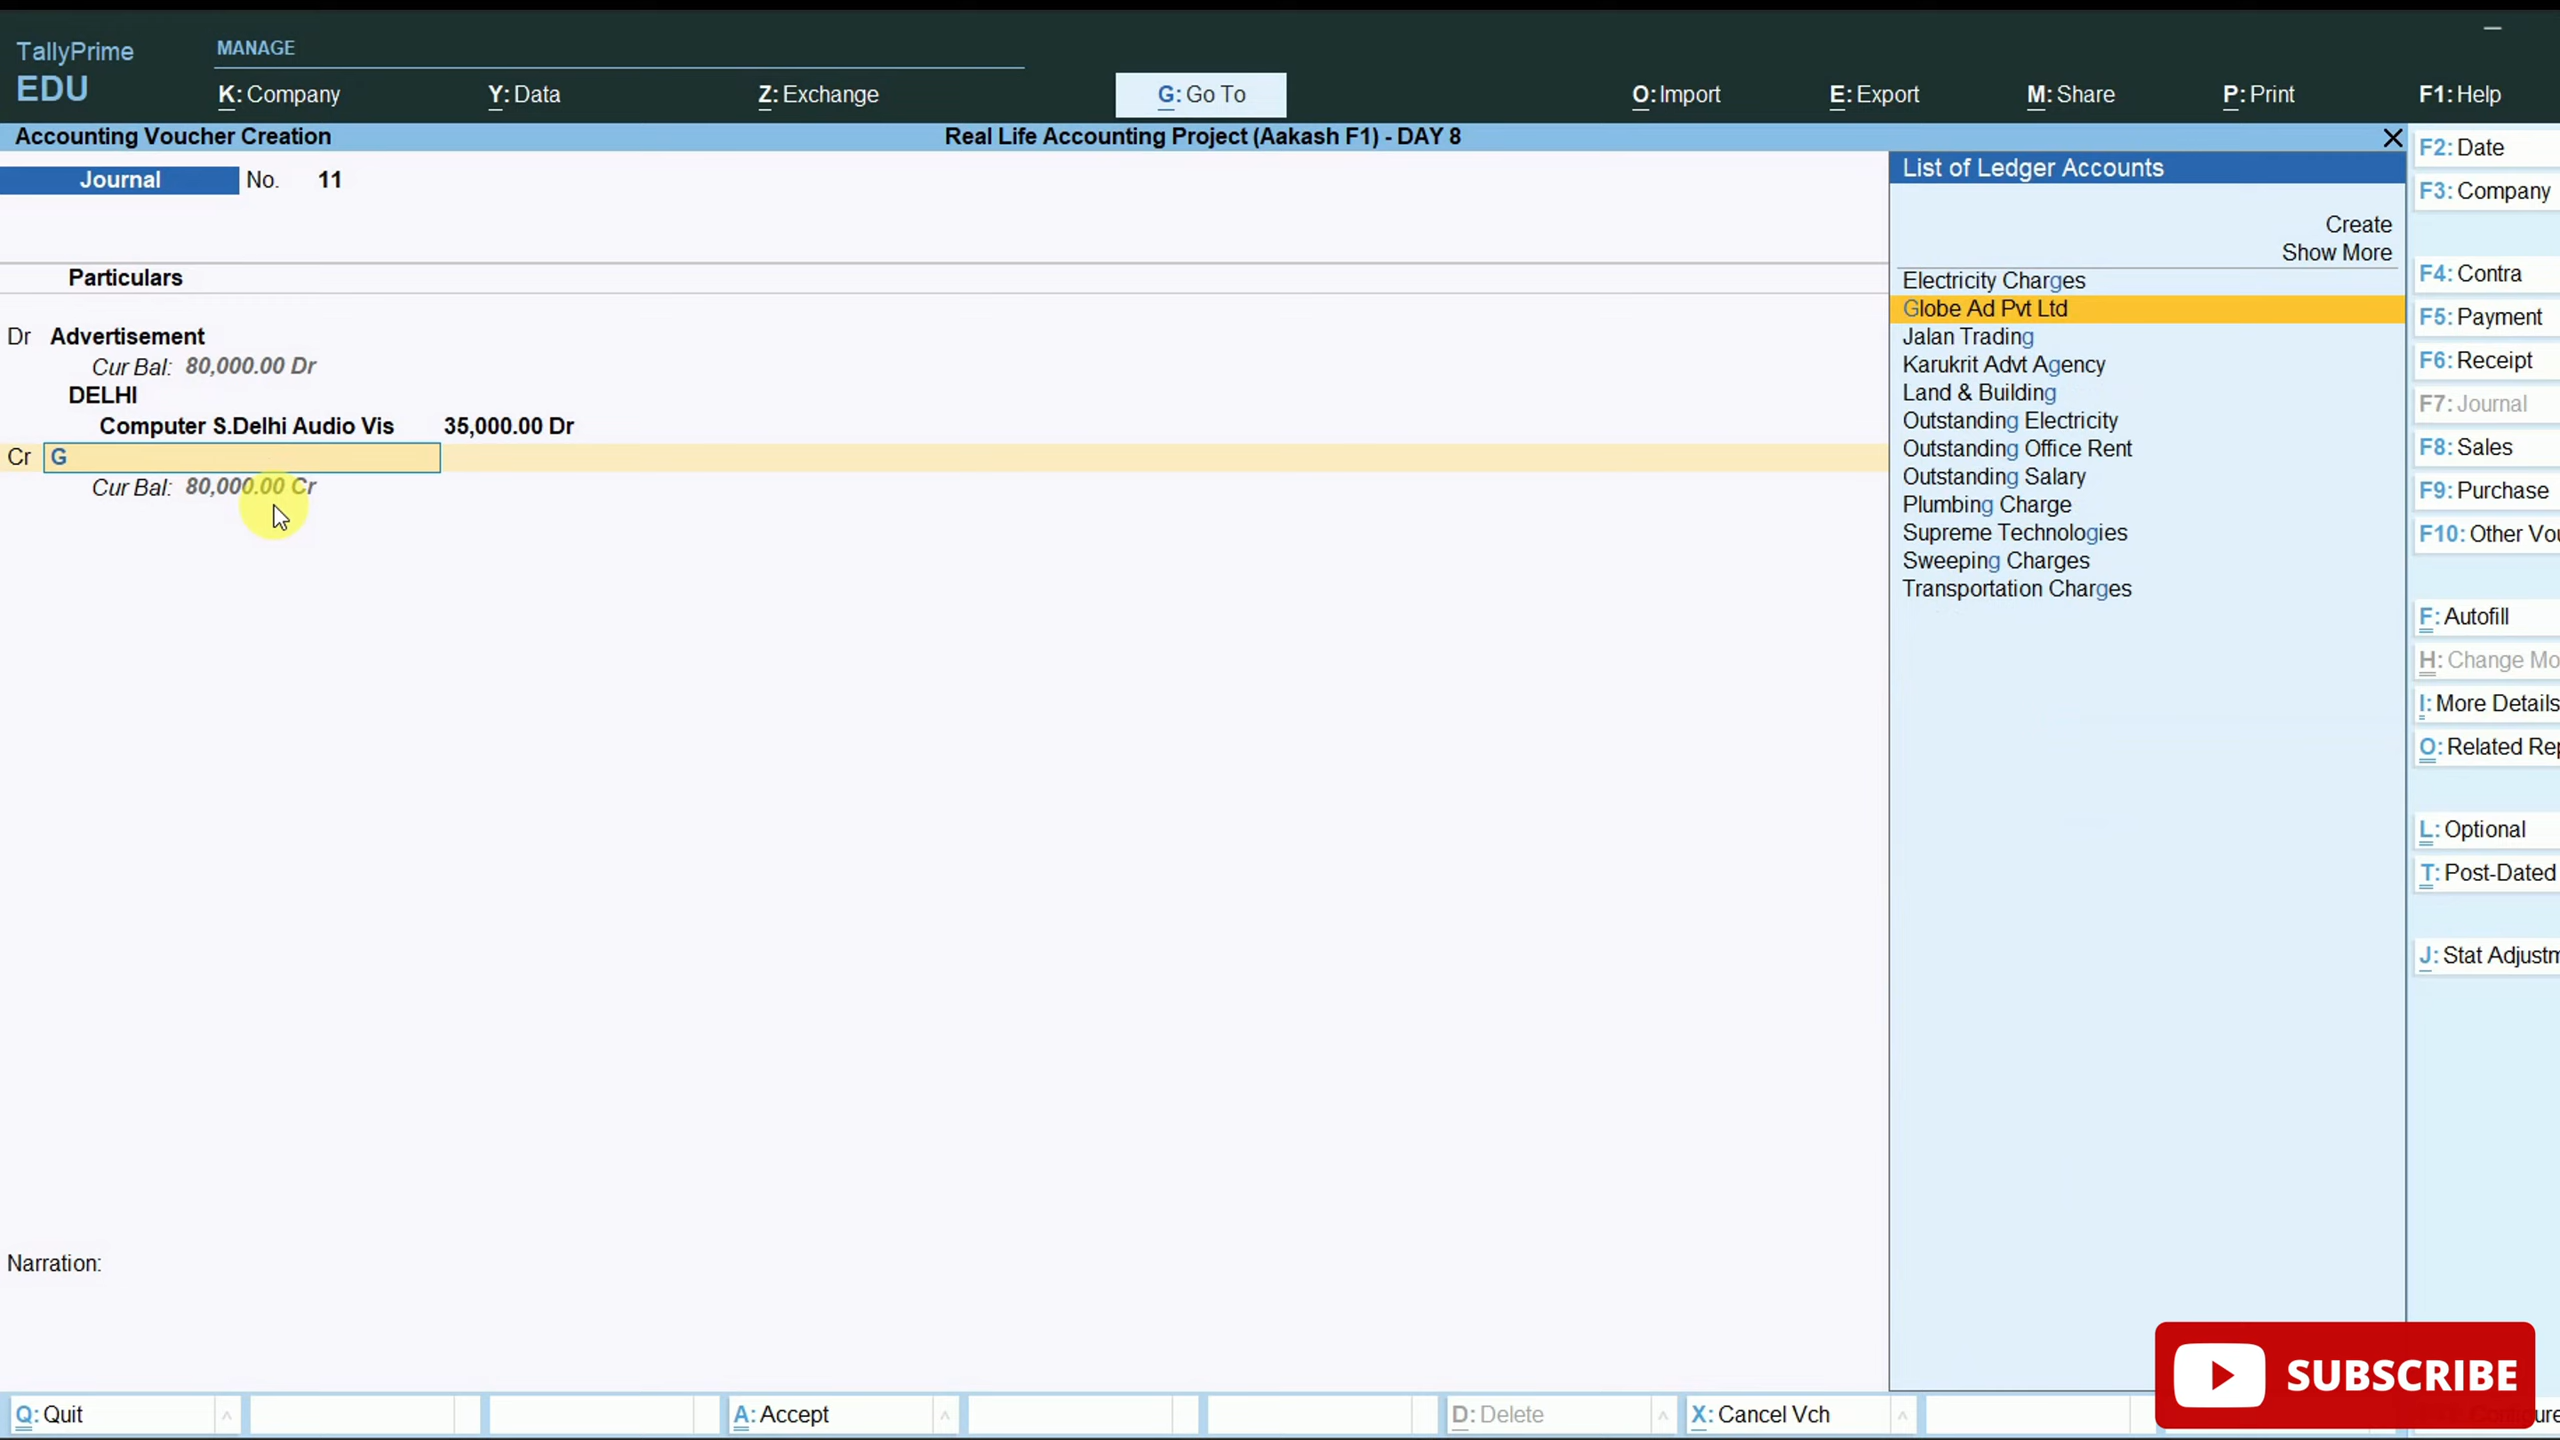 TallyPrime
EDU
MANAGE
K: Company
Y: Data
Z: Exchange
G: Go To
O: Import
E: Export
M: Share
P: Print
F1: Help
Accounting Voucher Creation
Real Life Accounting Project (Aakash F1) - DAY 8
Journal No. 11
Particulars
Dr Advertisement
Cur Bal: 80,000.00 Dr
DELHI
Computer S.Delhi Audio Vis 35,000.00 Dr
Cr G
Cur Bal: 80,000.00 Cr
Narration:
List of Ledger Accounts
Create
Show More
Electricity Charges
Globe Ad Pvt Ltd
Jalan Trading
Karukrit Advt Agency
Land & Building
Outstanding Electricity
Outstanding Office Rent
Outstanding Salary
Plumbing Charge
Supreme Technologies
Sweeping Charges
Transportation Charges
F2: Date
F3: Company
F4: Contra
F5: Payment
F6: Receipt
F7: Journal
F8: Sales
F9: Purchase
F10: Other Vou
F: Autofill
H: Change Mo
I: More Details
O: Related Rep
L: Optional
T: Post-Dated
J: Stat Adjustm
SUBSCRIBE
Q: Quit
A: Accept
D: Delete
X: Cancel Vch